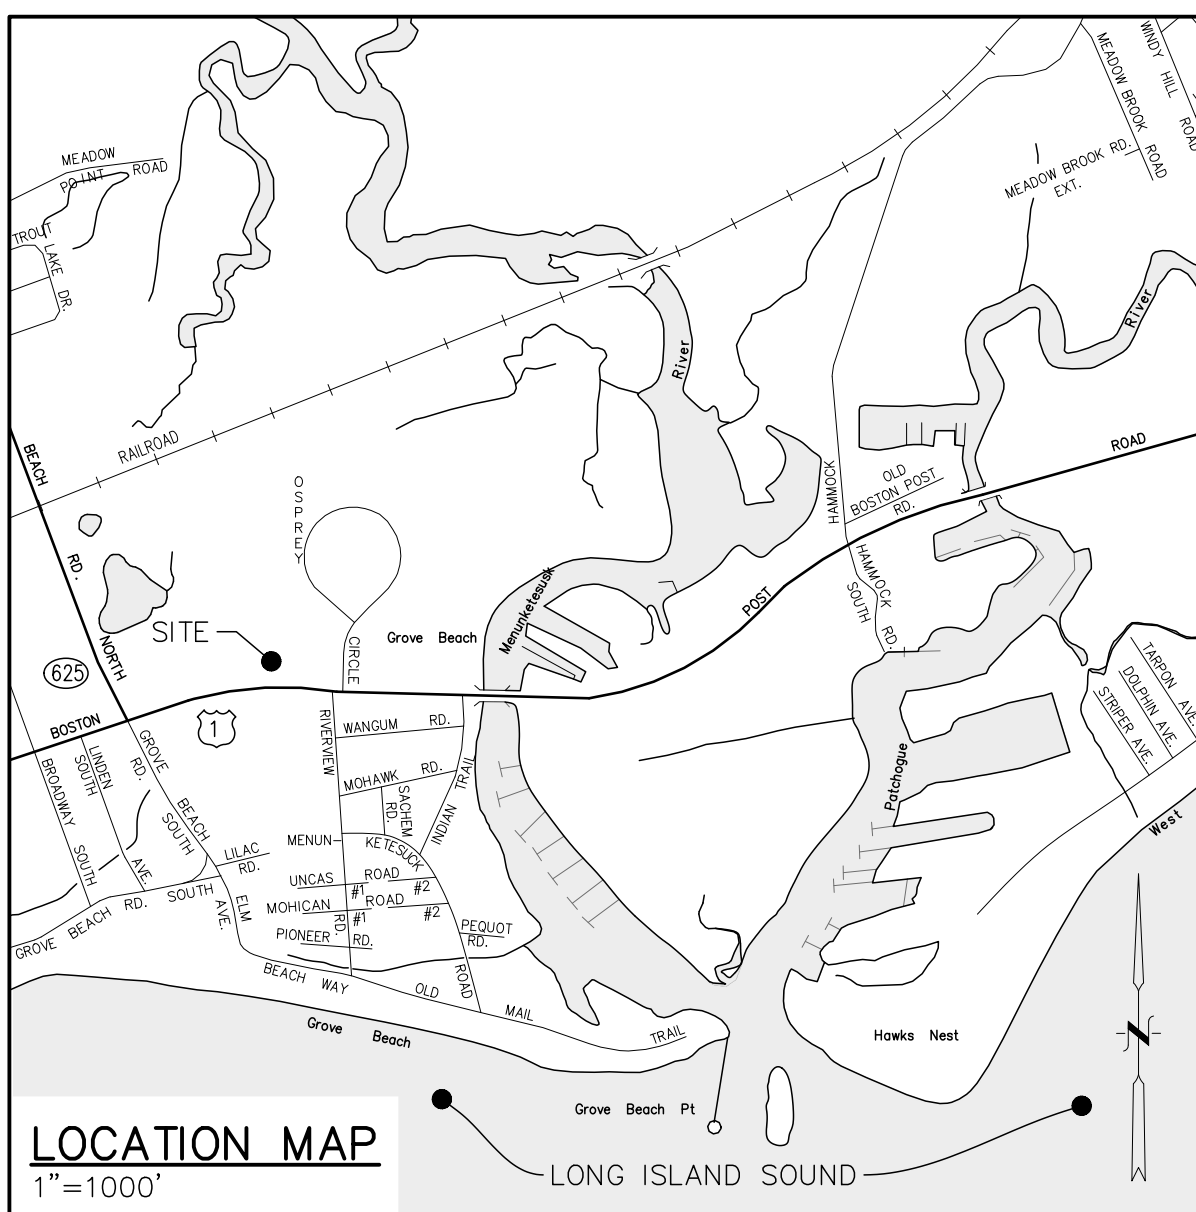 MEADOW BROOK ROAD
WINDY HILL ROAD
MEADOW BROOK RD.
EXT.
MEADOW
POINT ROAD
TROUT
LAKE DR.
River
River
RAILROAD
BEACH
RD.
NORTH
OSPREY
CIRCLE
HAMMOCK
OLD
BOSTON POST
RD.
ROAD
POST
BOSTON
HAMMOCK
SOUTH RD.
Menunketesusk
Grove Beach
SITE
625
1
TARPON AVE.
DOLPHIN AVE.
STRIPER AVE.
West
Patchogue
GROVE
RD.
BEACH
SOUTH
LINDEN
SOUTH
AVE.
BROADWAY
SOUTH
RIVERVIEW
RD.
WANGUM RD.
MOHAWK RD.
SACHEM
RD.
INDIAN TRAIL
MENUN
KETESUCK
ROAD
LILAC
RD.
UNCAS ROAD
#1 #2
MOHICAN ROAD
#1 #2
PIONEER RD.
PEQUOT
RD.
GROVE BEACH RD. SOUTH
ELM
AVE.
BEACH WAY
OLD MAIL TRAIL
Grove Beach
Hawks Nest
Grove Beach Pt
N
LONG ISLAND SOUND
LOCATION MAP
1"=1000'